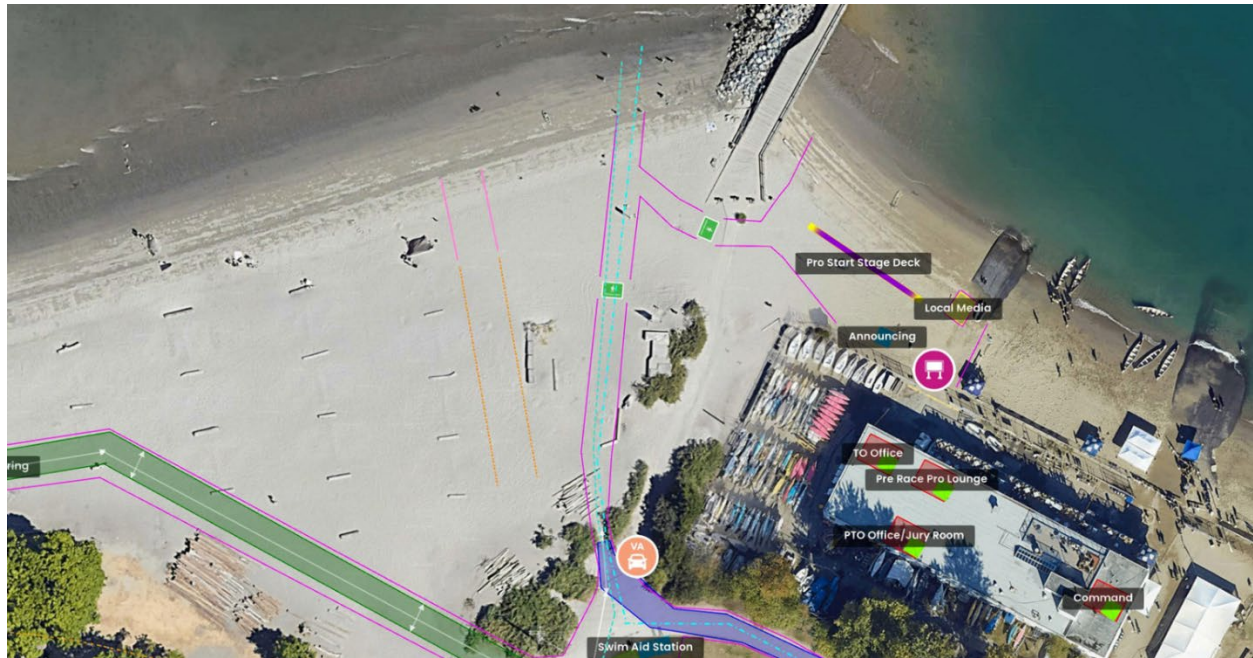 Pro Start Stage Deck
Local Media
Announcing
ring
TO Office
Pre Race Pro Lounge
PTO Office/Jury Room
VA
Command
Swim Aid Station